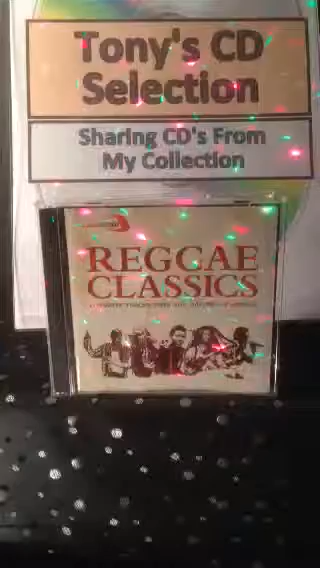 Tony's CD
Selection
Sharing CD's From
My Collection
REGGAE
CLASSICS